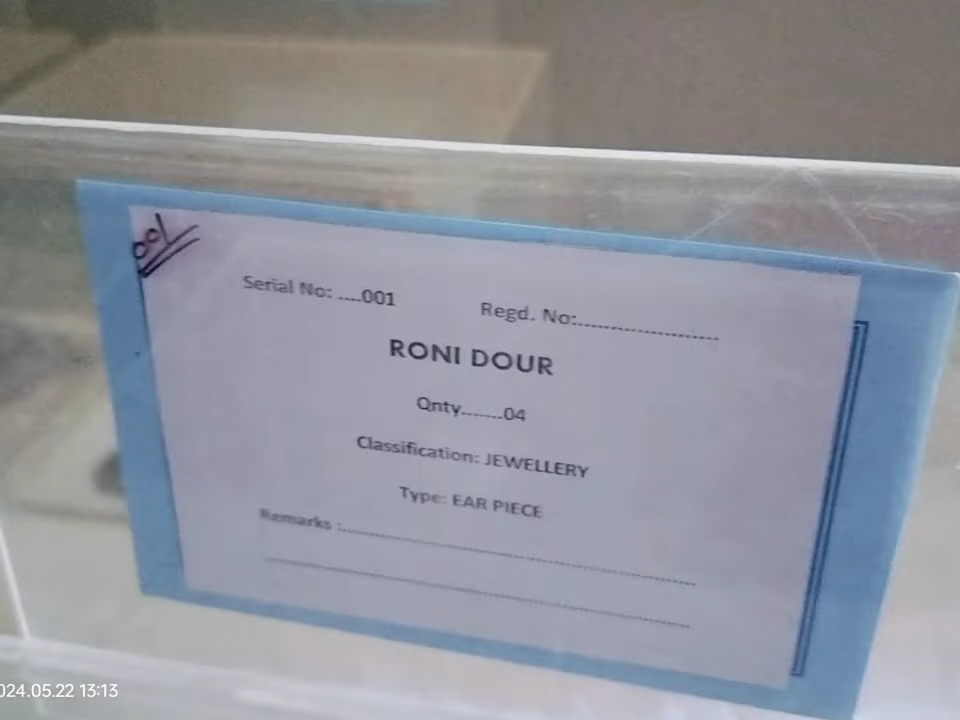 001
Serial No: ....001 Regd. No:........................
RONI DOUR
Qnty.......04
Classification: JEWELLERY
Type: EAR PIECE
Remarks :............................................................
........................................................................
024.05.22 13:13